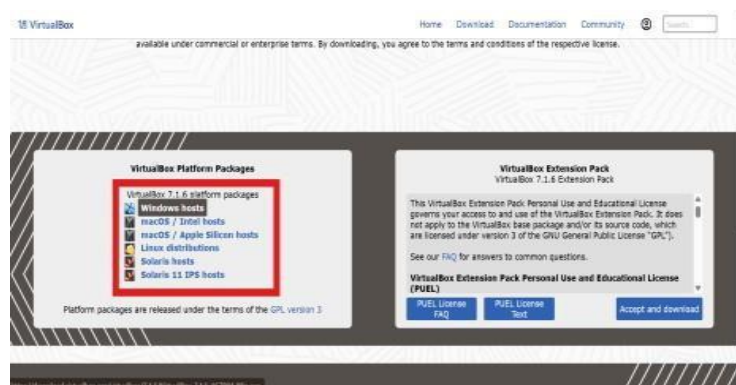 VirtualBox
Home Download Documentation Community
available under commercial or enterprise terms. By downloading, you agree to the terms and conditions of the respective license.
VirtualBox Platform Packages
VirtualBox 7.1.6 platform packages
Windows hosts
macOS / Intel hosts
macOS / Apple Silicon hosts
Linux distributions
Solaris hosts
Solaris 11 IPS hosts
Platform packages are released under the terms of the GPL version 3
VirtualBox Extension Pack
VirtualBox 7.1.6 Extension Pack
This VirtualBox Extension Pack Personal Use and Educational License
governs your access to and use of the VirtualBox Extension Pack. It does
not apply to the VirtualBox base package and/or its source code, which
are licensed under version 3 of the GNU General Public License "GPL").
See our FAQ for answers to common questions.
VirtualBox Extension Pack Personal Use and Educational License
(PUEL)
PUEL License
FAQ
PUEL License
Text
Accept and download